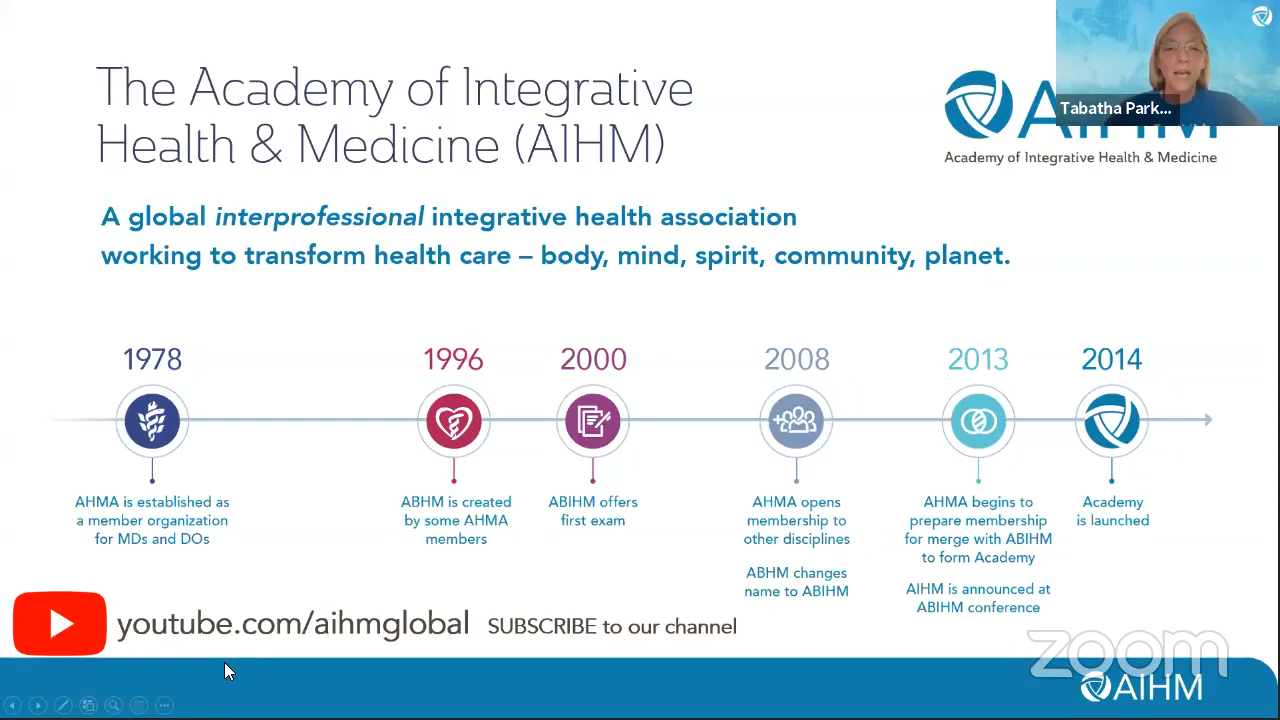 The Academy of Integrative
Health & Medicine (AIHM)
Tabatha Park...
Academy of Integrative Health & Medicine
A global interprofessional integrative health association
working to transform health care – body, mind, spirit, community, planet.
1978
1996
2000
2008
2013
2014
AHMA is established as
a member organization
for MDs and DOs
ABHM is created
by some AHMA
members
ABIHM offers
first exam
AHMA opens
membership to
other disciplines
ABHM changes
name to ABIHM
AHMA begins to
prepare membership
for merge with ABIHM
to form Academy
AIHM is announced at
ABIHM conference
Academy
is launched
youtube.com/aihmglobal SUBSCRIBE to our channel
zoom
AIHM